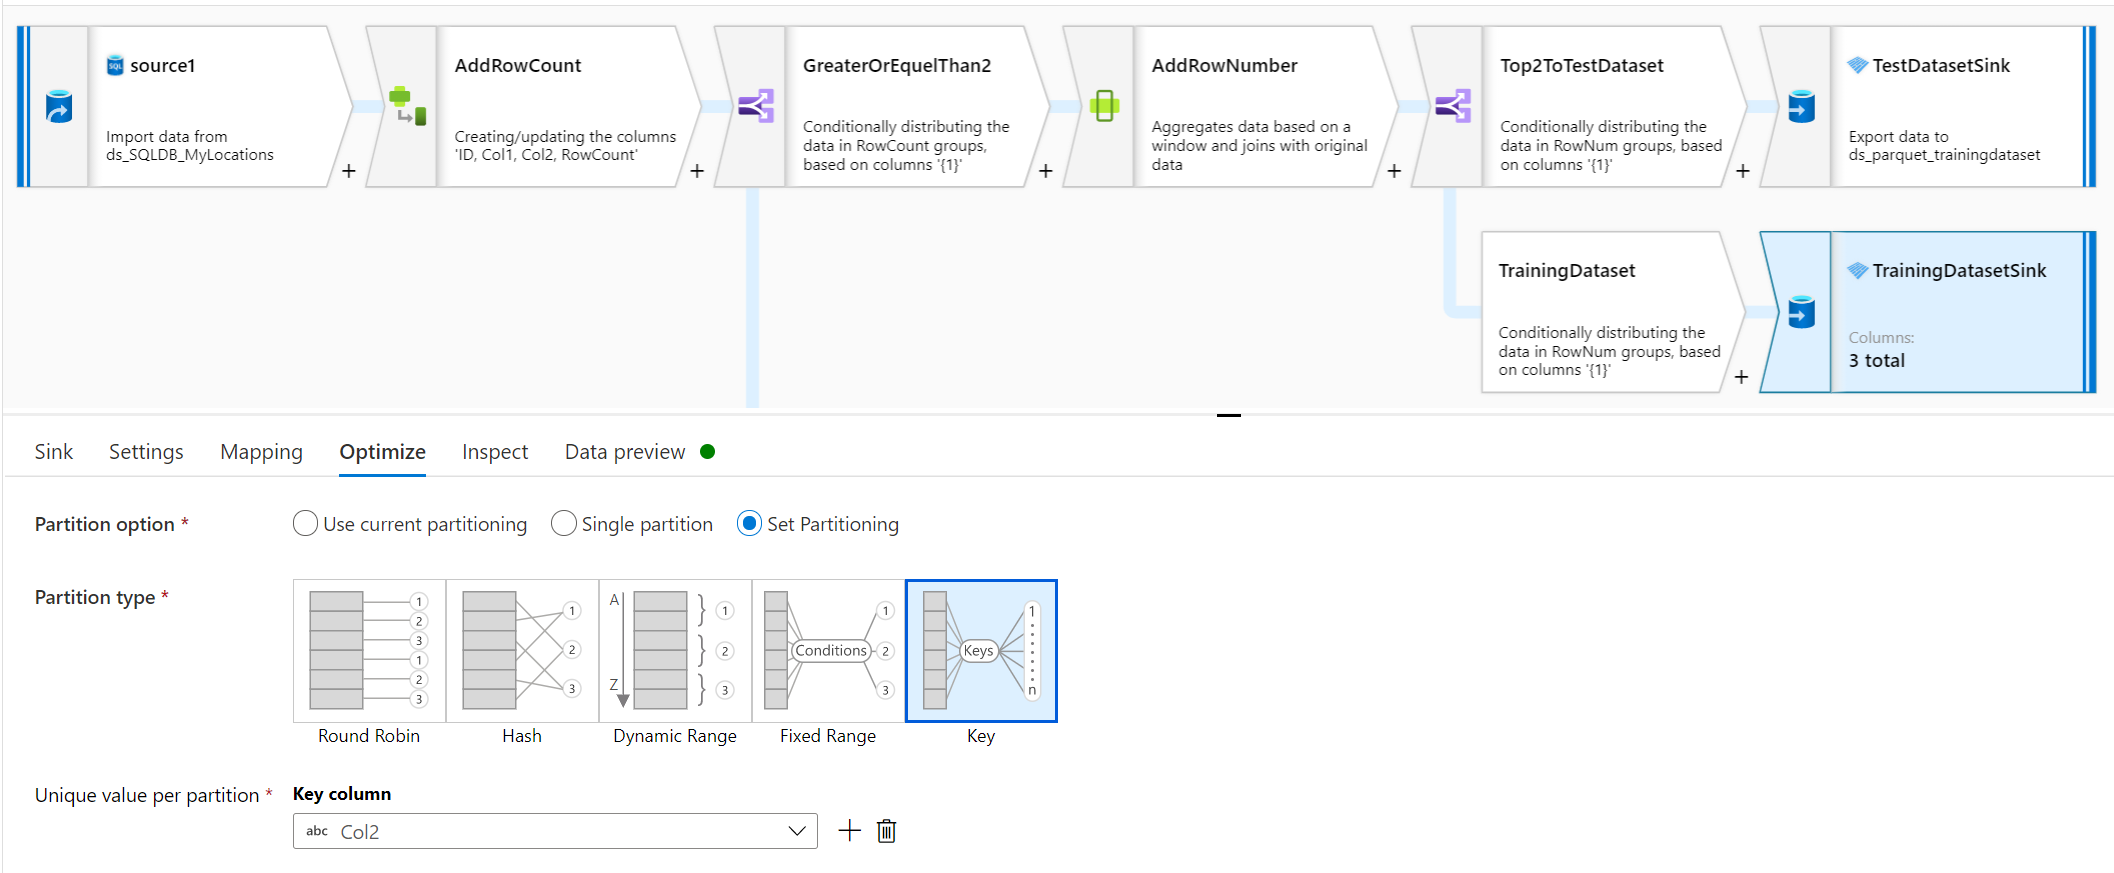 source1
Import data from
ds_SQLDB_MyLocations
+
AddRowCount
Creating/updating the columns
'ID, Col1, Col2, RowCount'
+
GreaterOrEquelThan2
Conditionally distributing the
data in RowCount groups,
based on columns '{1}'
+
AddRowNumber
Aggregates data based on a
window and joins with original
data
+
Top2ToTestDataset
Conditionally distributing the
data in RowNum groups, based
on columns '{1}'
+
TestDatasetSink
Export data to
ds_parquet_trainingdataset
TrainingDataset
Conditionally distributing the
data in RowNum groups, based
on columns '{1}'
+
TrainingDatasetSink
Columns:
3 total
Sink Settings Mapping Optimize Inspect Data preview
Partition option * Use current partitioning Single partition Set Partitioning
Partition type *
1
2
3
1
2
3
Round Robin
1
2
3
Hash
A
Z
1
2
3
Dynamic Range
Conditions
1
2
3
Fixed Range
Keys
1
n
Key
Unique value per partition * Key column
abc Col2